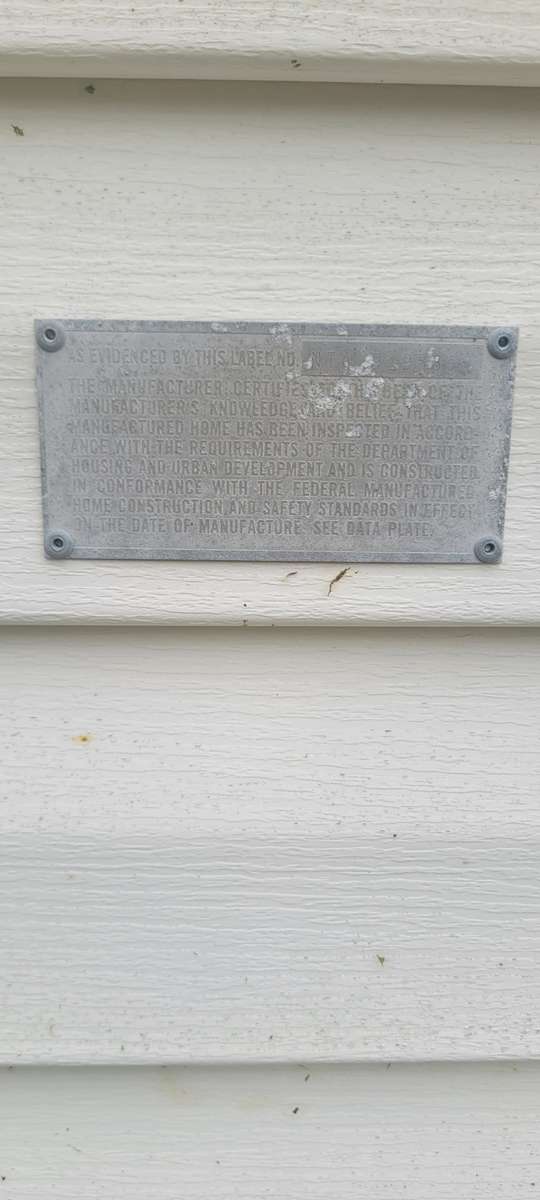 AS EVIDENCED BY THIS LABEL NO.
THE MANUFACTURER CERTIFIES TO THE BEST OF THE
MANUFACTURER'S KNOWLEDGE AND BELIEF THAT THIS
MANUFACTURED HOME HAS BEEN INSPECTED IN ACCORD-
ANCE WITH THE REQUIREMENTS OF THE DEPARTMENT OF
HOUSING AND URBAN DEVELOPMENT AND IS CONSTRUCTED
IN CONFORMANCE WITH THE FEDERAL MANUFACTURED
HOME CONSTRUCTION AND SAFETY STANDARDS IN EFFECT
ON THE DATE OF MANUFACTURE. SEE DATA PLATE.